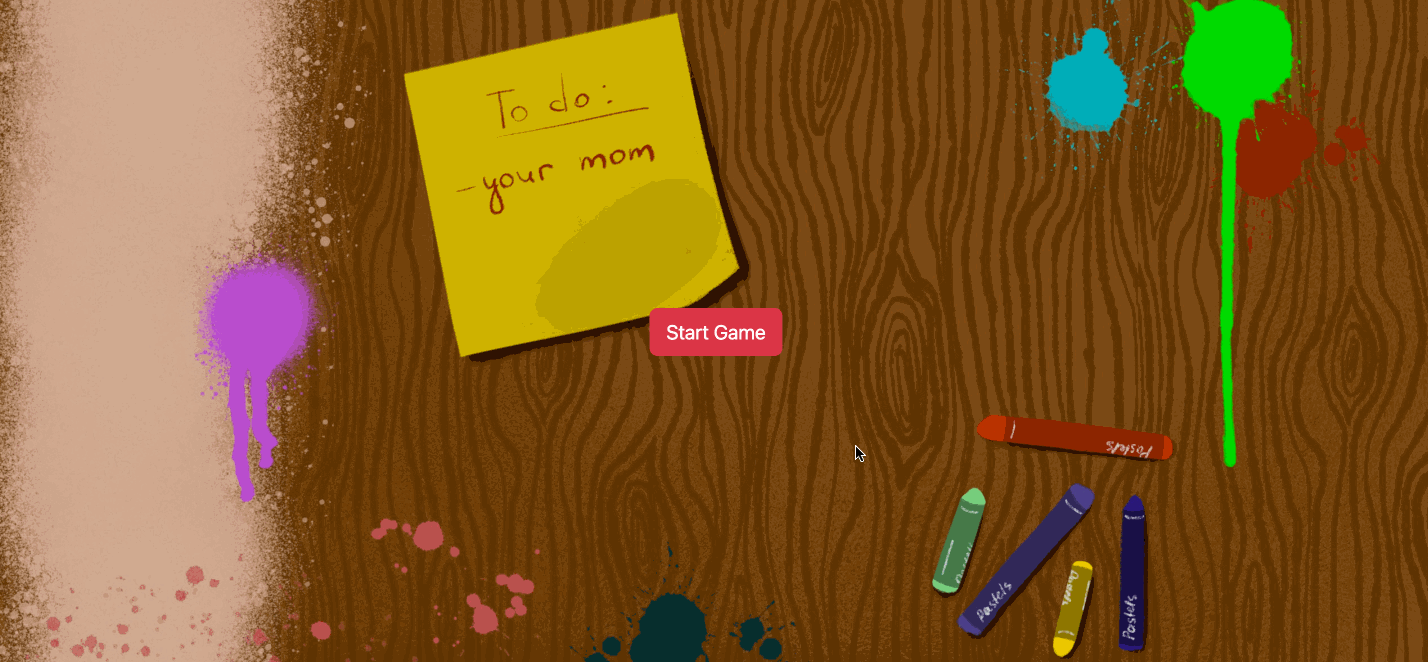 To do:
-your mom
Start Game
Pastels
Pastels
Pastels